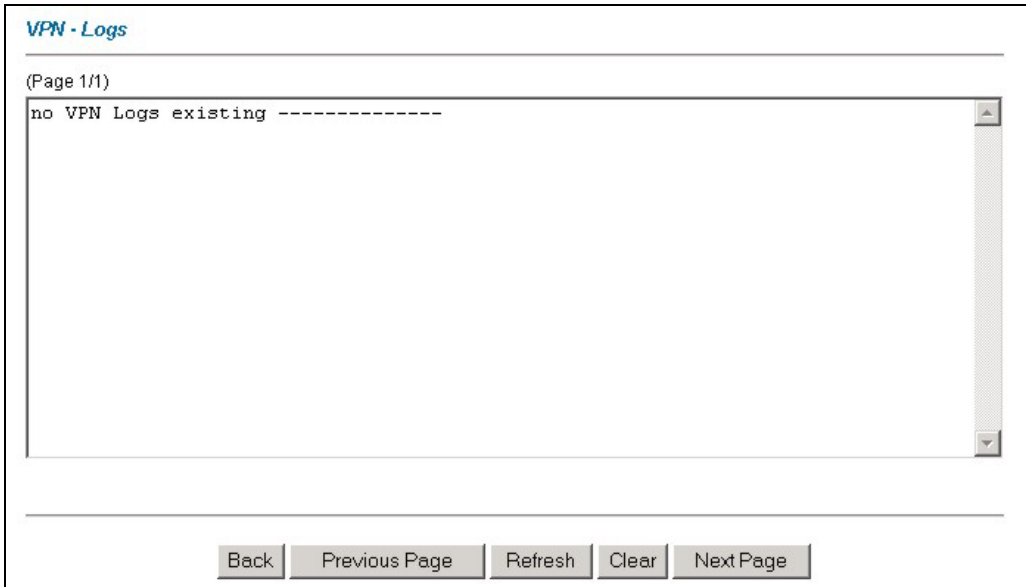 VPN - Logs
(Page 1/1)
no VPN Logs existing --------------
Back Previous Page Refresh Clear Next Page